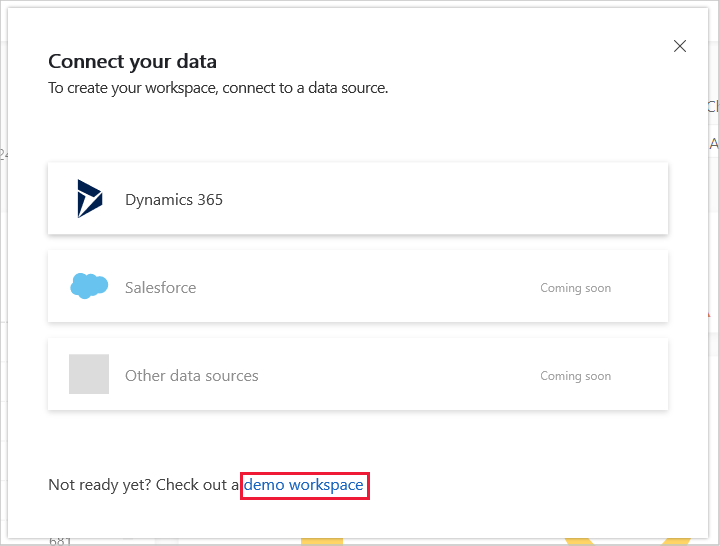 Connect your data
To create your workspace, connect to a data source.
Dynamics 365
Salesforce
Coming soon
Other data sources
Coming soon
Not ready yet? Check out a demo workspace